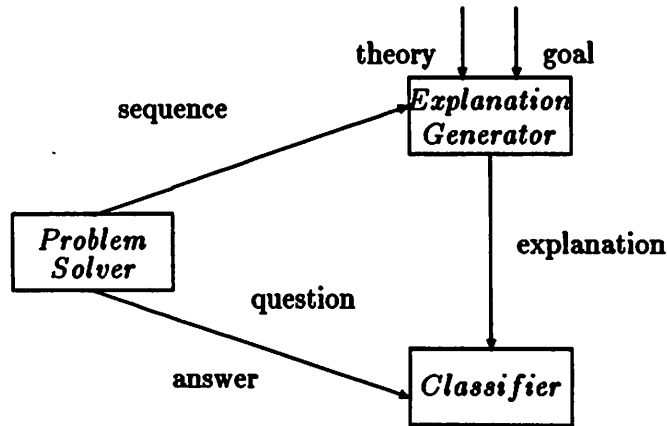 theory
goal
sequence
Explanation
Generator
Problem
Solver
explanation
question
answer
Classifier